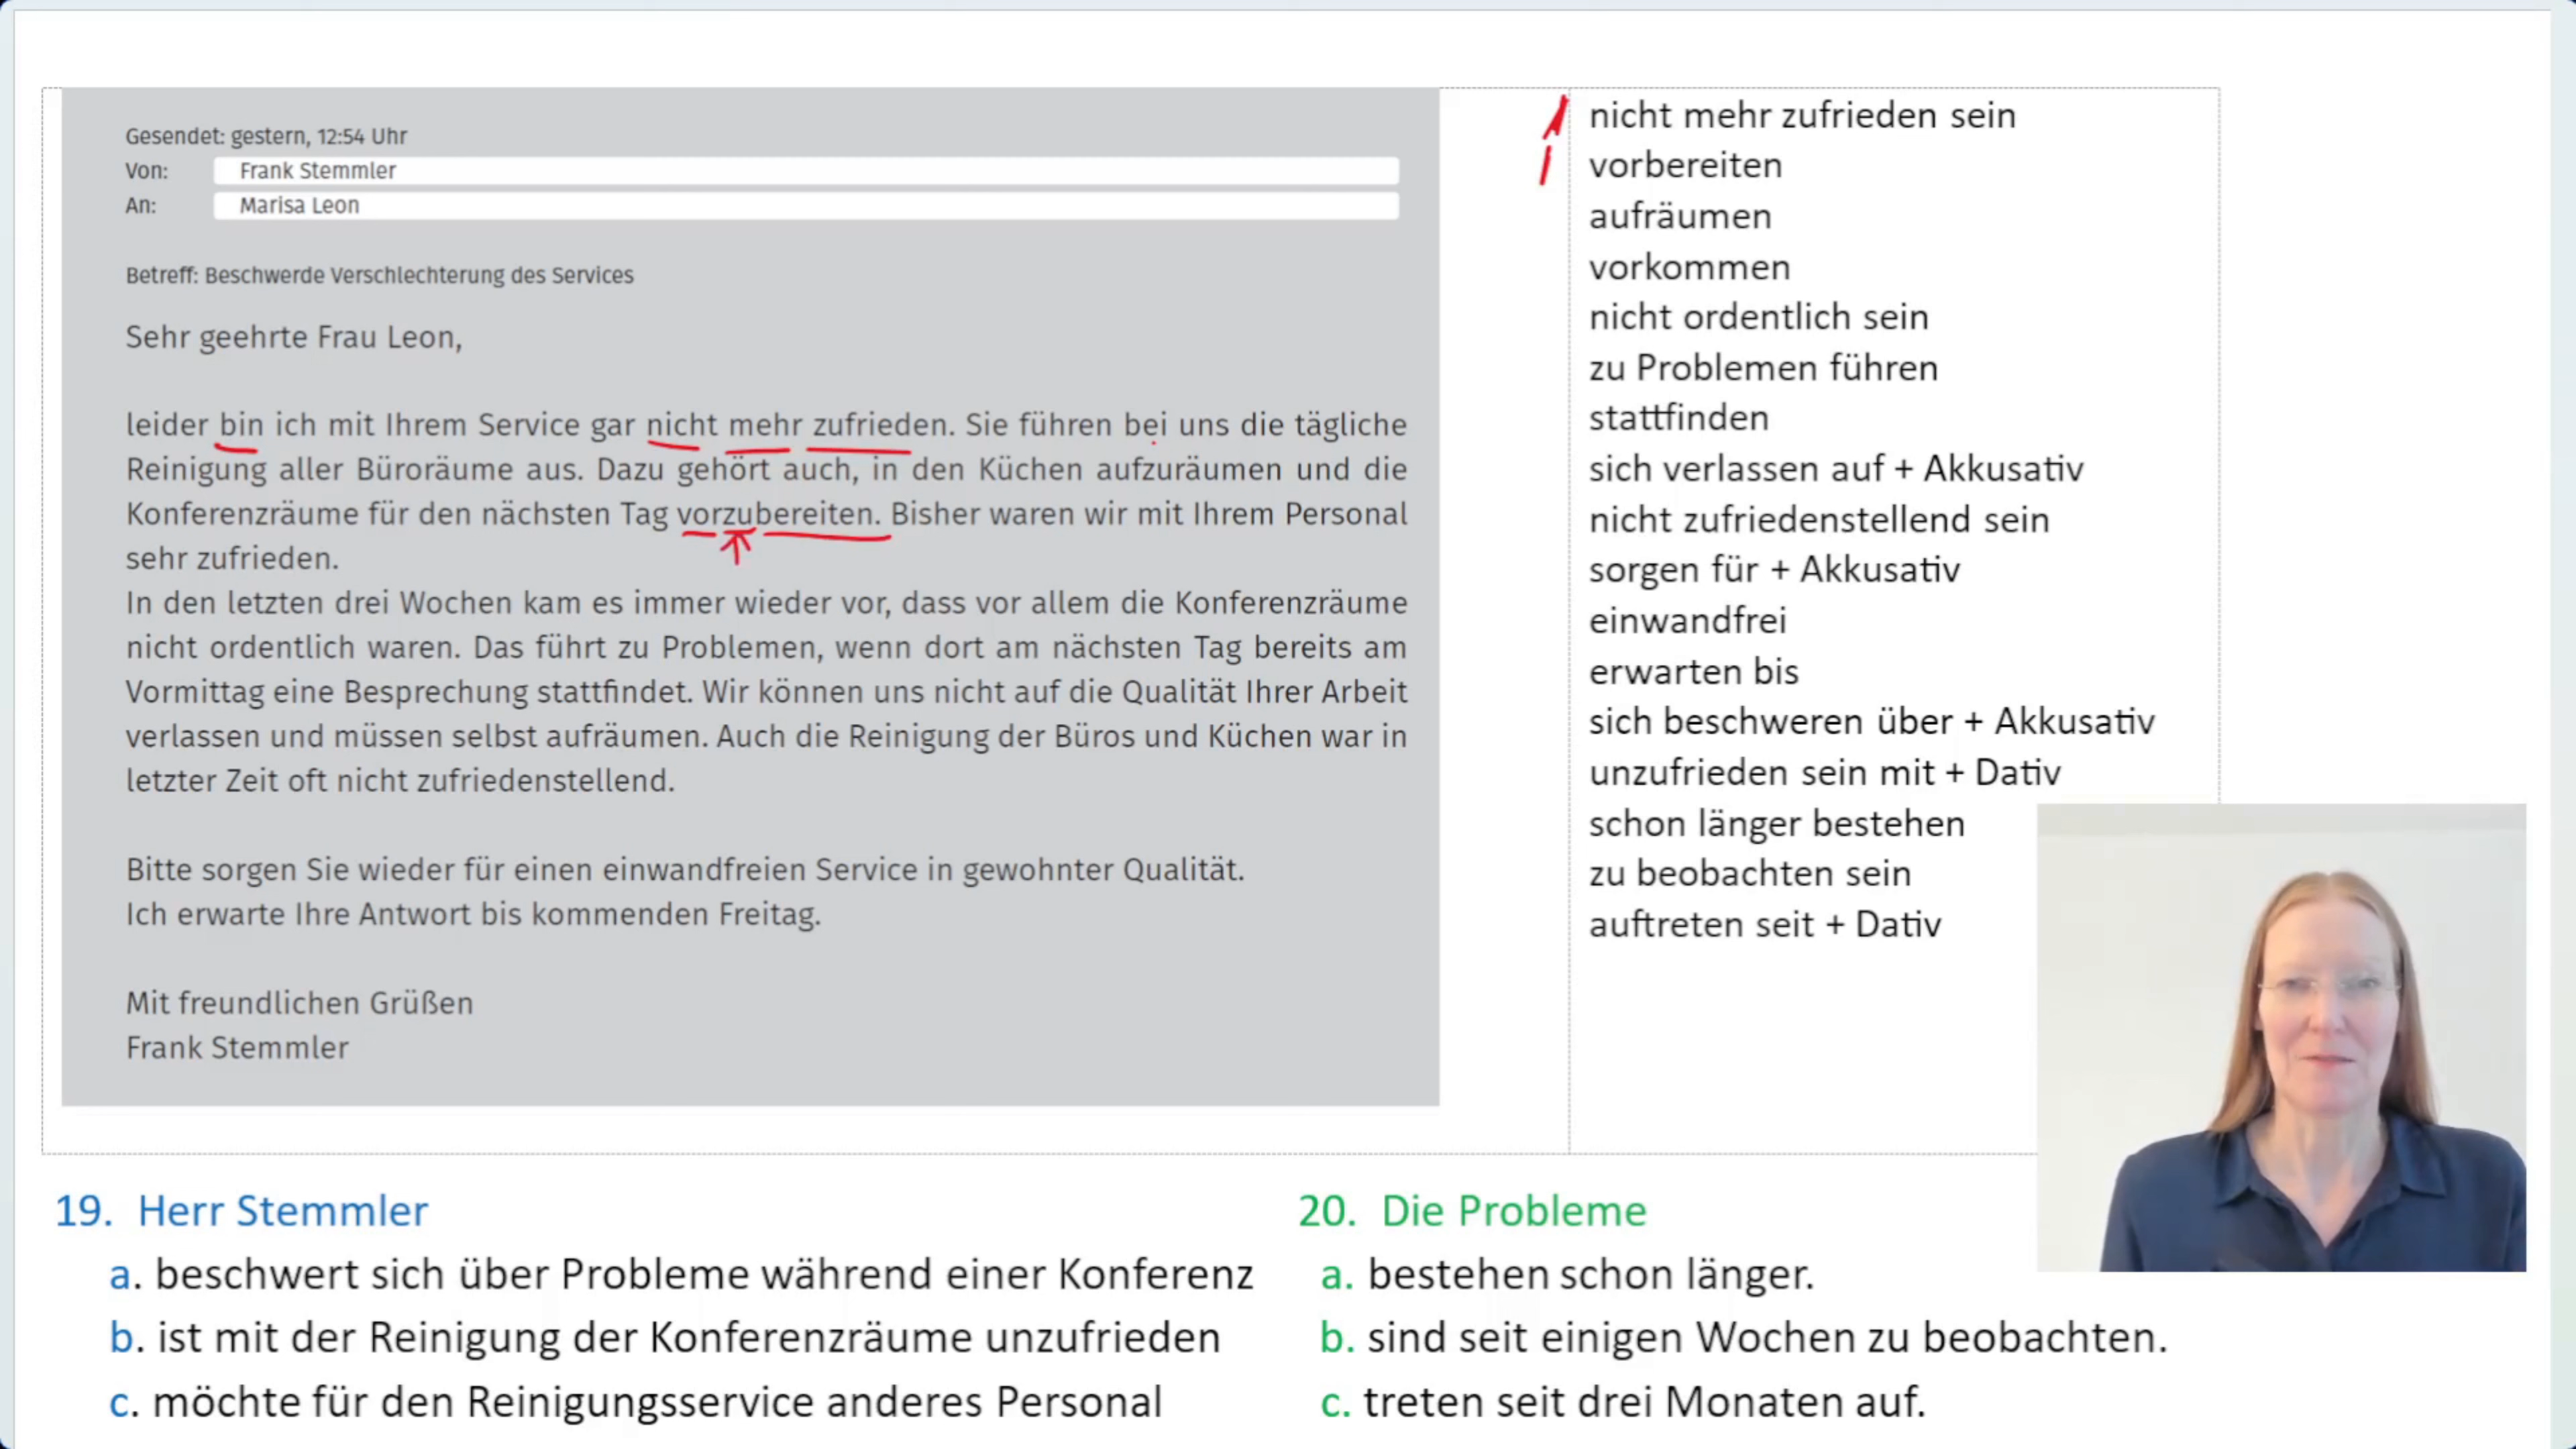 Gesendet: gestern, 12:54 Uhr
Von: Frank Stemmler
An: Marisa Leon
Betreff: Beschwerde Verschlechterung des Services
Sehr geehrte Frau Leon,
leider bin ich mit Ihrem Service gar nicht mehr zufrieden. Sie führen bei uns die tägliche
Reinigung aller Büroräume aus. Dazu gehört auch, in den Küchen aufzuräumen und die
Konferenzräume für den nächsten Tag vorzubereiten. Bisher waren wir mit Ihrem Personal
sehr zufrieden.
In den letzten drei Wochen kam es immer wieder vor, dass vor allem die Konferenzräume
nicht ordentlich waren. Das führt zu Problemen, wenn dort am nächsten Tag bereits am
Vormittag eine Besprechung stattfindet. Wir können uns nicht auf die Qualität Ihrer Arbeit
verlassen und müssen selbst aufräumen. Auch die Reinigung der Büros und Küchen war in
letzter Zeit oft nicht zufriedenstellend.
Bitte sorgen Sie wieder für einen einwandfreien Service in gewohnter Qualität.
Ich erwarte Ihre Antwort bis kommenden Freitag.
Mit freundlichen Grüßen
Frank Stemmler
nicht mehr zufrieden sein
vorbereiten
aufräumen
vorkommen
nicht ordentlich sein
zu Problemen führen
stattfinden
sich verlassen auf + Akkusativ
nicht zufriedenstellend sein
sorgen für + Akkusativ
einwandfrei
erwarten bis
sich beschweren über + Akkusativ
unzufrieden sein mit + Dativ
schon länger bestehen
zu beobachten sein
auftreten seit + Dativ
19. Herr Stemmler
a. beschwert sich über Probleme während einer Konferenz
b. ist mit der Reinigung der Konferenzräume unzufrieden
c. möchte für den Reinigungsservice anderes Personal
20. Die Probleme
a. bestehen schon länger.
b. sind seit einigen Wochen zu beobachten.
c. treten seit drei Monaten auf.